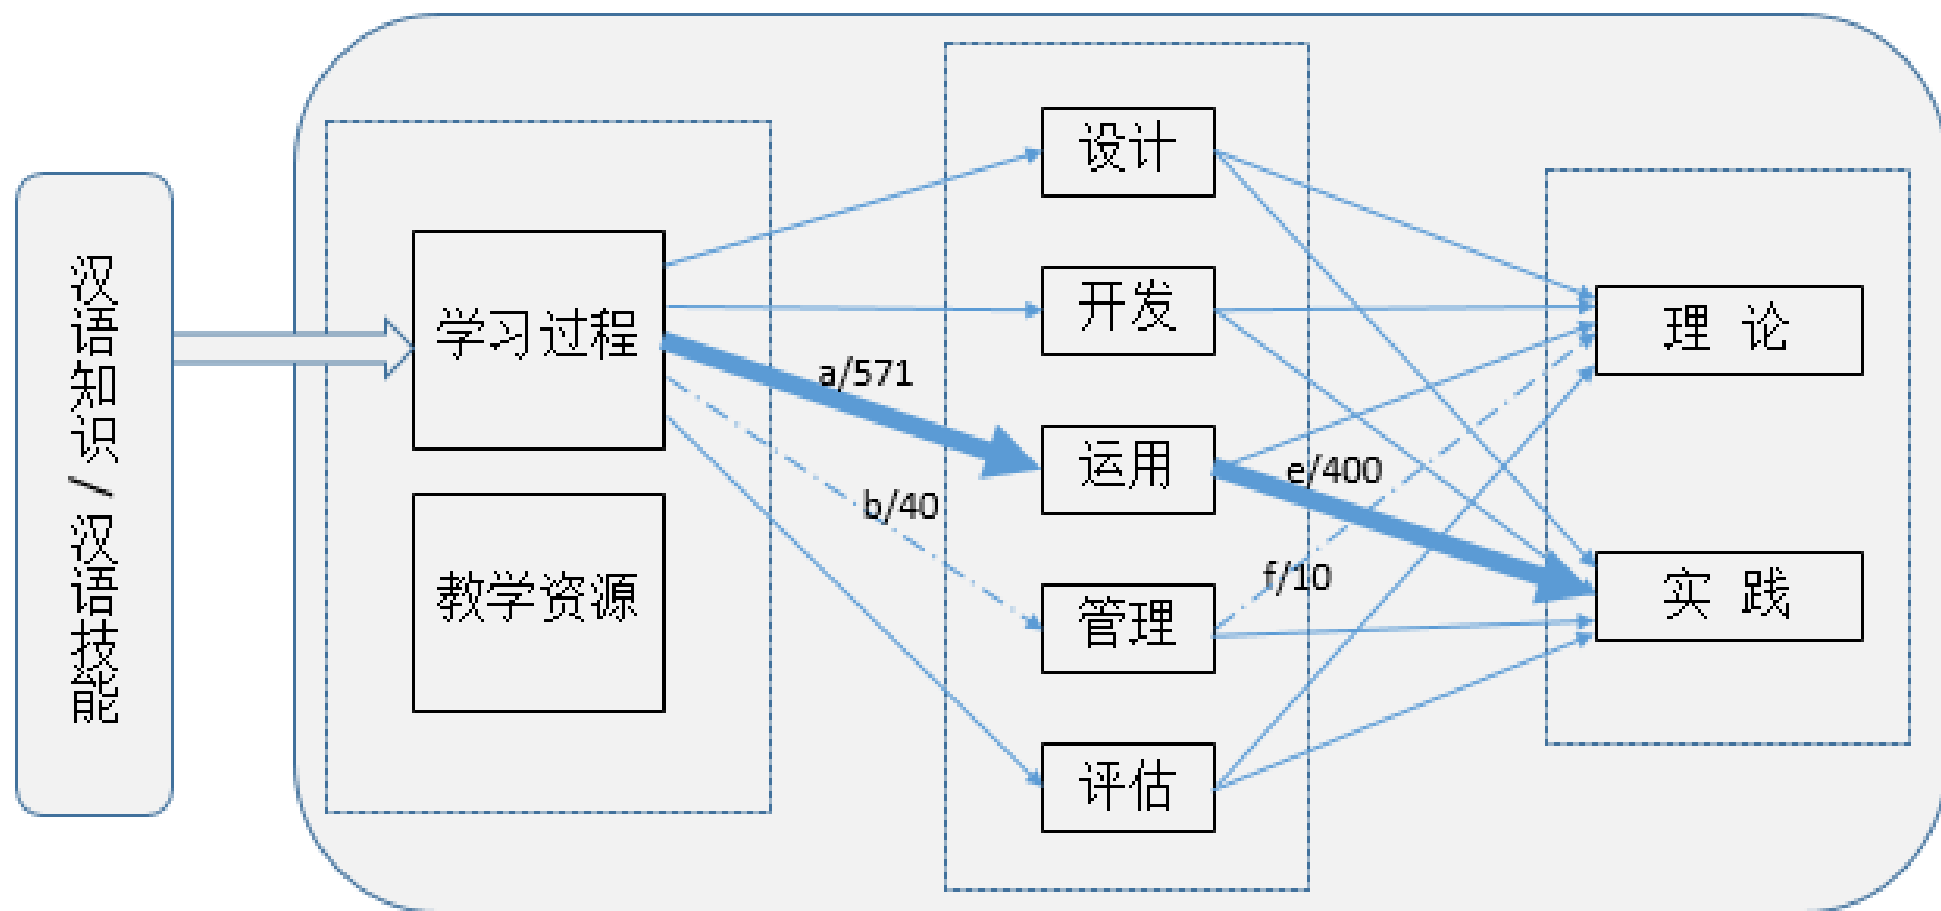 汉语知识/汉语技能
学习过程
教学资源
a/571
b/40
设计
开发
运用
管理
评估
e/400
f/10
理 论
实 践